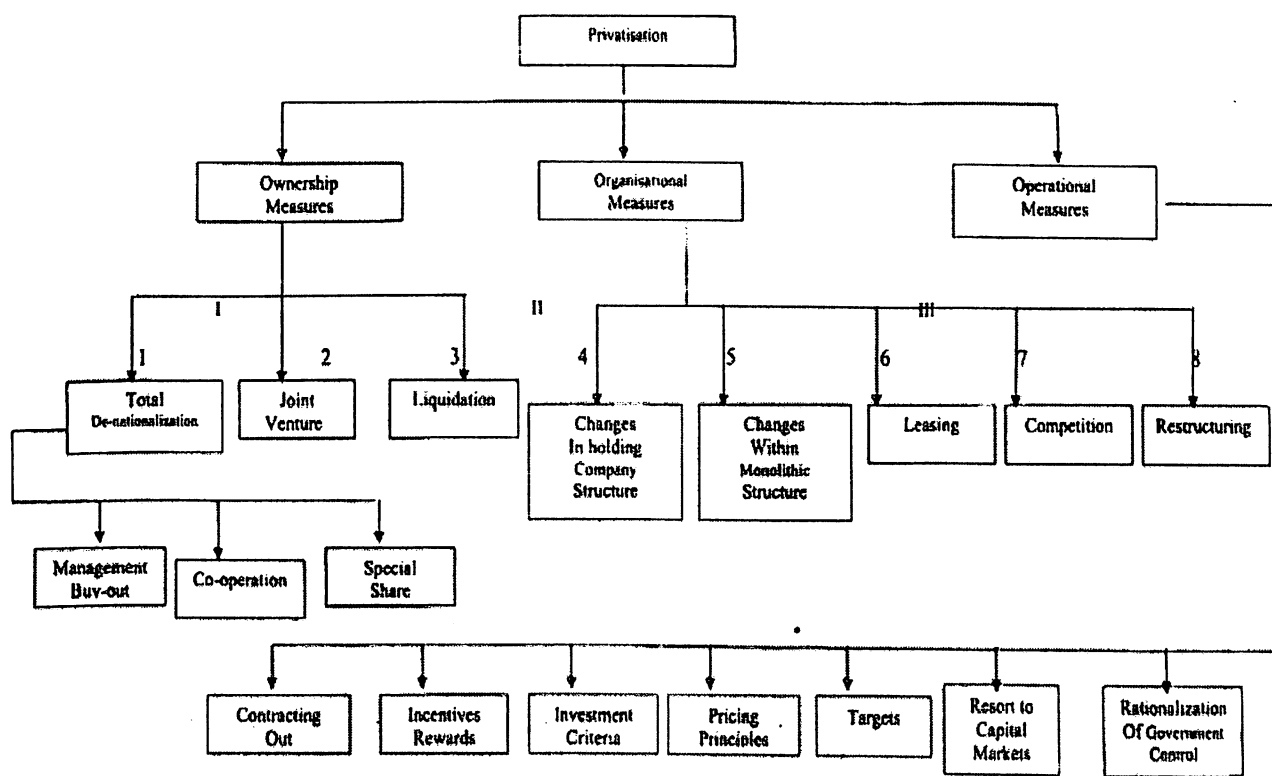 Privatisation
Ownership
Measures
Organisational
Measures
Operational
Measures
I
II
III
1
2
3
4
5
6
7
8
Total
De-nationalization
Joint
Venture
Liquidation
Changes
In holding
Company
Structure
Changes
Within
Monolithic
Structure
Leasing
Competition
Restructuring
Management
Buy-out
Co-operation
Special
Share
Contracting
Out
Incentives
Rewards
Investment
Criteria
Pricing
Principles
Targets
Resort to
Capital
Markets
Rationalization
Of Government
Control